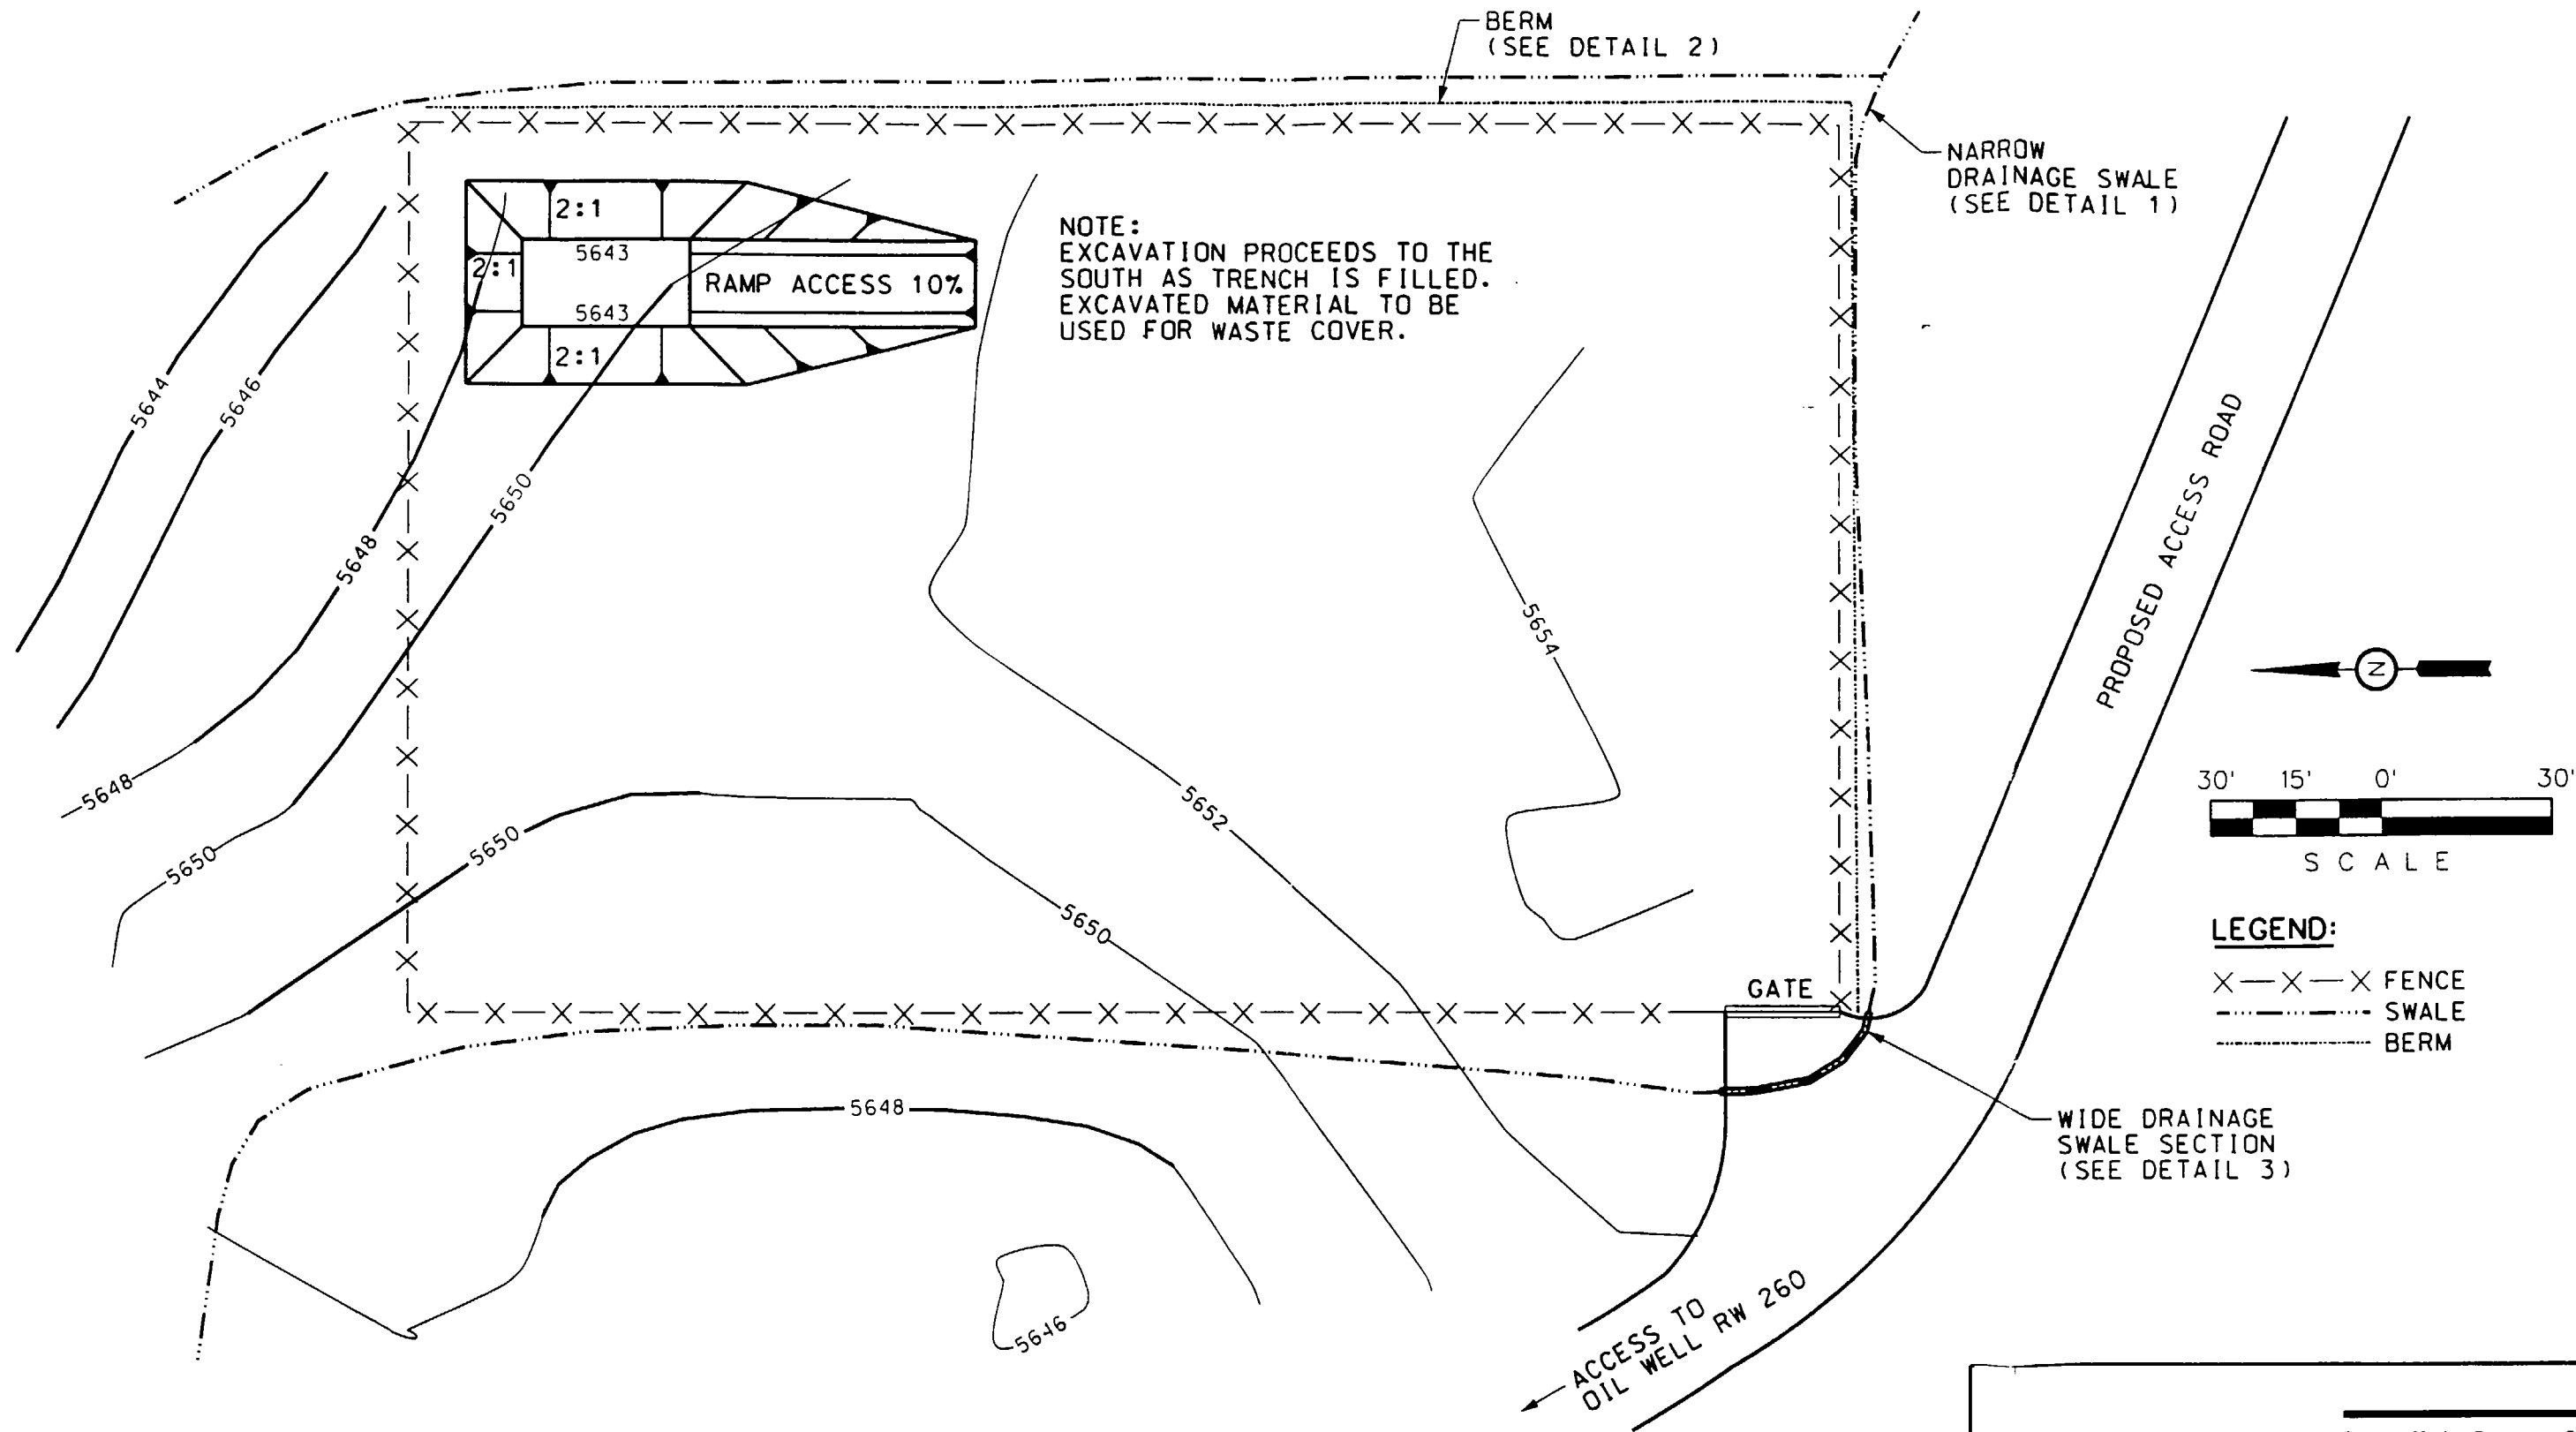 BERM
(SEE DETAIL 2)
NARROW
DRAINAGE SWALE
(SEE DETAIL 1)
2:1
5643
2:1
RAMP ACCESS 10%
5643
2:1
NOTE:
EXCAVATION PROCEEDS TO THE
SOUTH AS TRENCH IS FILLED.
EXCAVATED MATERIAL TO BE
USED FOR WASTE COVER.
5644
5646
5650
5648
5654
PROPOSED ACCESS ROAD
N
30' 15' 0' 30'
SCALE
5648
5652
5650
5650
5650
LEGEND:
FENCE
SWALE
BERM
GATE
5648
WIDE DRAINAGE
SWALE SECTION
(SEE DETAIL 3)
5646
ACCESS TO
OIL WELL RW 260